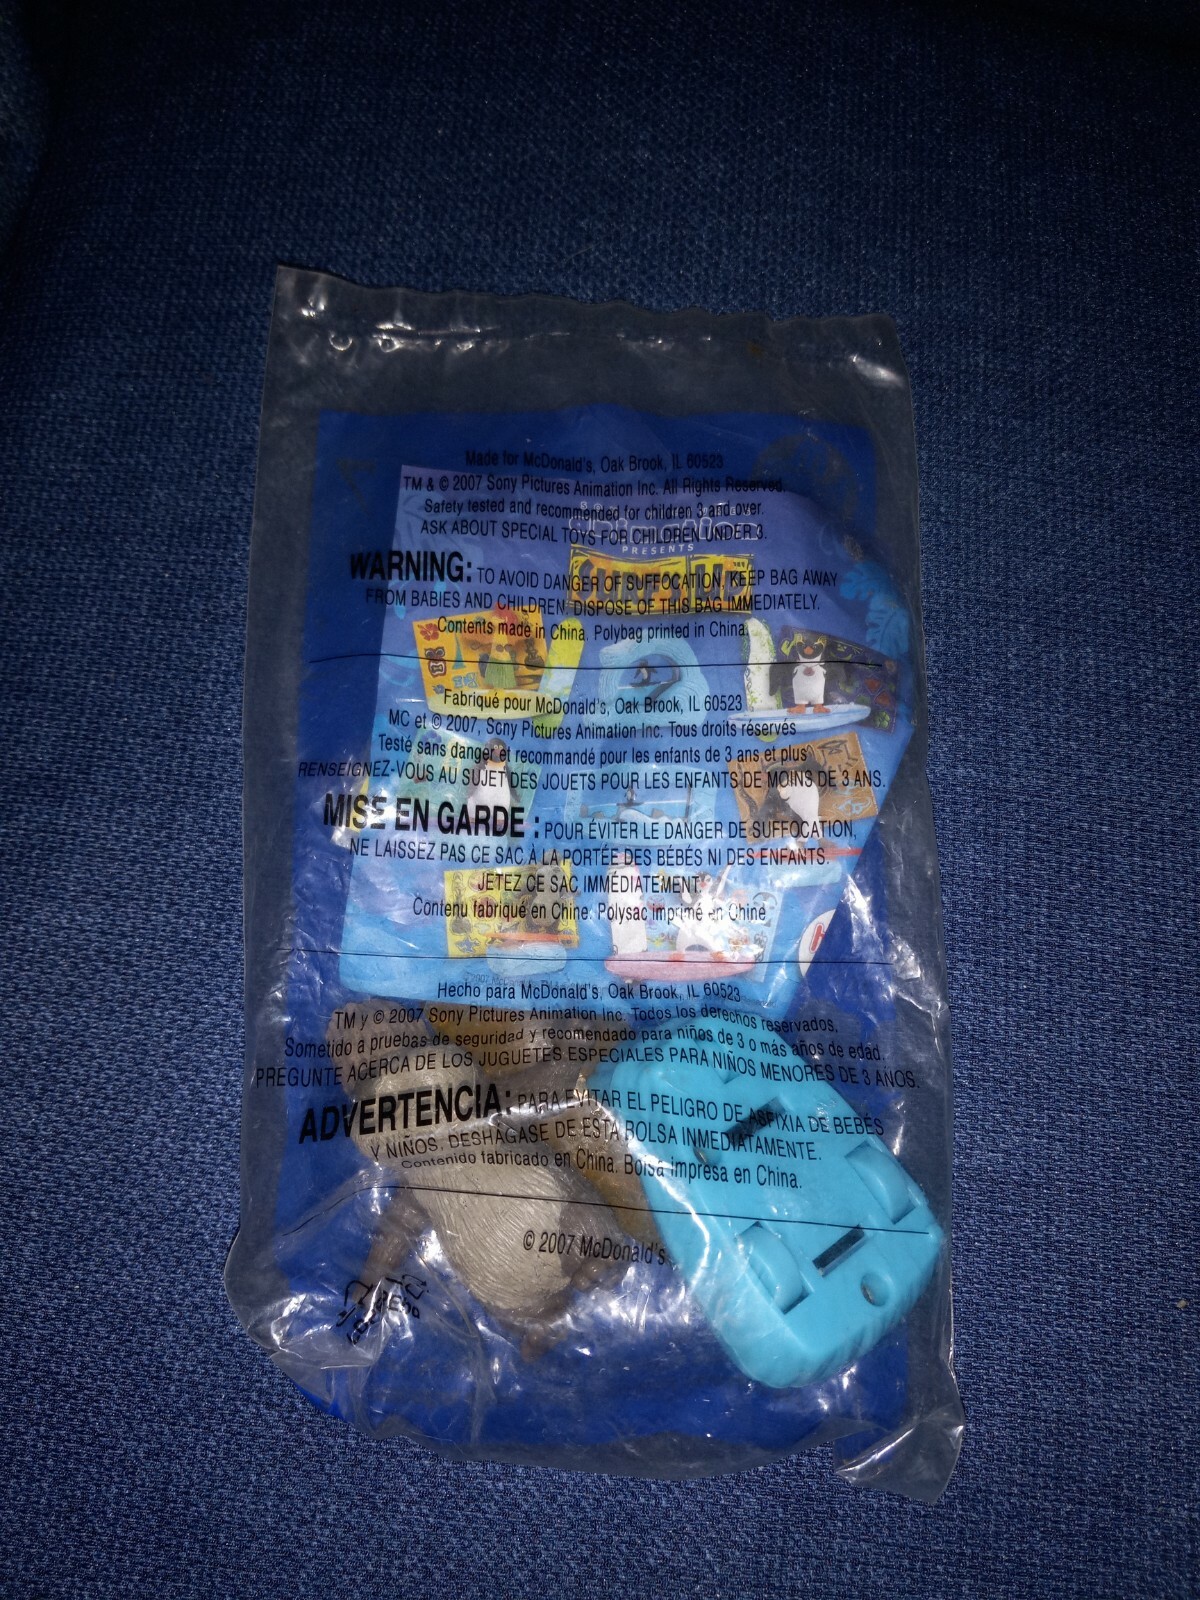 Made for McDonald's, Oak Brook, IL 60523
TM & © 2007 Sony Pictures Animation Inc. All Rights Reserved.
Safety tested and recommended for children 3 and over.
ASK ABOUT SPECIAL TOYS FOR CHILDREN UNDER 3.
PRESENTS
SURF'S UP
WARNING: TO AVOID DANGER OF SUFFOCATION, KEEP BAG AWAY
FROM BABIES AND CHILDREN. DISPOSE OF THIS BAG IMMEDIATELY.
Contents made in China. Polybag printed in China.
Fabriqué pour McDonald's, Oak Brook, IL 60523
MC et © 2007, Sony Pictures Animation Inc. Tous droits réservés
Testé sans danger et recommandé pour les enfants de 3 ans et plus
RENSEIGNEZ-VOUS AU SUJET DES JOUETS POUR LES ENFANTS DE MOINS DE 3 ANS.
MISE EN GARDE : POUR ÉVITER LE DANGER DE SUFFOCATION,
NE LAISSEZ PAS CE SAC À LA PORTÉE DES BÉBÉS NI DES ENFANTS.
JETEZ CE SAC IMMÉDIATEMENT.
Contenu fabriqué en Chine. Polysac imprimé en Chine
Hecho para McDonald's, Oak Brook, IL 60523
TM y © 2007 Sony Pictures Animation Inc. Todos los derechos reservados.
Sometido a pruebas de seguridad y recomendado para niños de 3 o más años de edad.
PREGUNTE ACERCA DE LOS JUGUETES ESPECIALES PARA NIÑOS MENORES DE 3 AÑOS.
ADVERTENCIA: PARA EVITAR EL PELIGRO DE ASFIXIA DE BEBÉS
Y NIÑOS, DESHÁGASE DE ESTA BOLSA INMEDIATAMENTE.
Contenido fabricado en China. Bolsa impresa en China.
© 2007 McDonald's